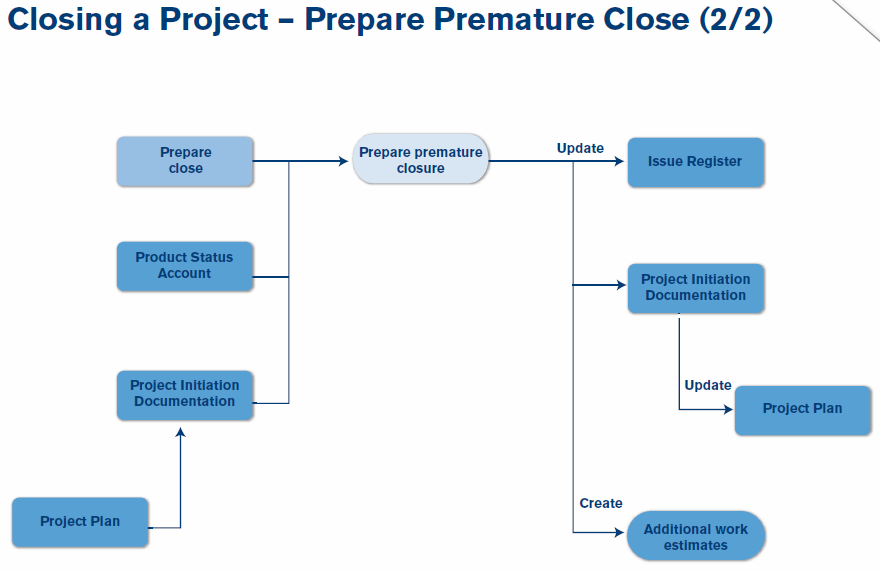 Closing a Project – Prepare Premature Close (2/2)
Prepare
close
Prepare premature
closure
Update
Issue Register
Product Status
Account
Project Initiation
Documentation
Project Initiation
Documentation
Update
Project Plan
Project Plan
Create
Additional work
estimates